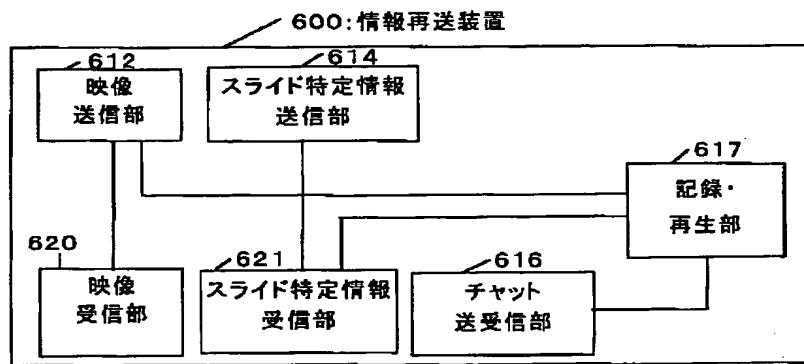 600:情報再送装置
612
映像
送信部
614
スライド特定情報
送信部
617
記録・
再生部
620
映像
受信部
621
スライド特定情報
受信部
616
チャット
送受信部